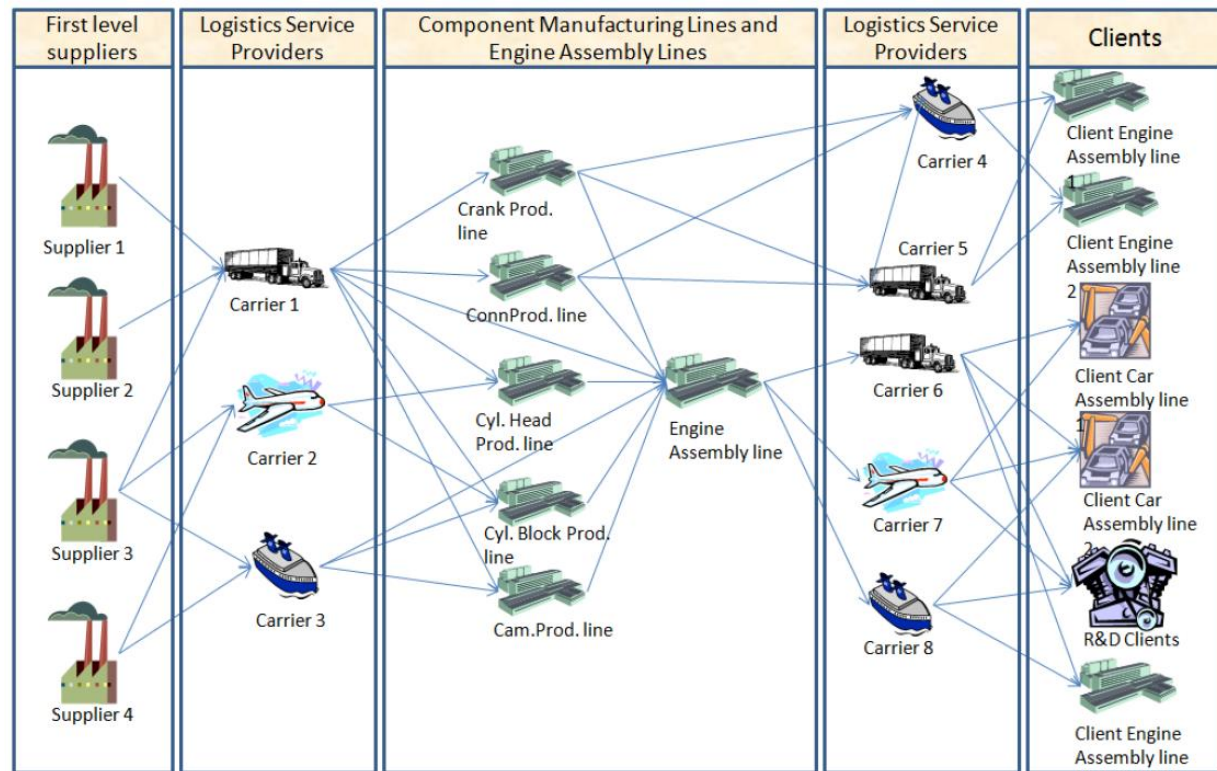 First level
suppliers
Logistics Service
Providers
Component Manufacturing Lines and
Engine Assembly Lines
Logistics Service
Providers
Clients
Supplier 1
Supplier 2
Supplier 3
Supplier 4
Carrier 1
Carrier 2
Carrier 3
Crank Prod.
line
ConnProd. line
Cyl. Head
Prod. line
Cyl. Block Prod.
line
Cam.Prod. line
Engine
Assembly line
Carrier 4
Carrier 5
Carrier 6
Carrier 7
Carrier 8
Client Engine
Assembly line
1
Client Engine
Assembly line
2
Client Car
Assembly line
1
Client Car
Assembly line
2
R&D Clients
Client Engine
Assembly line